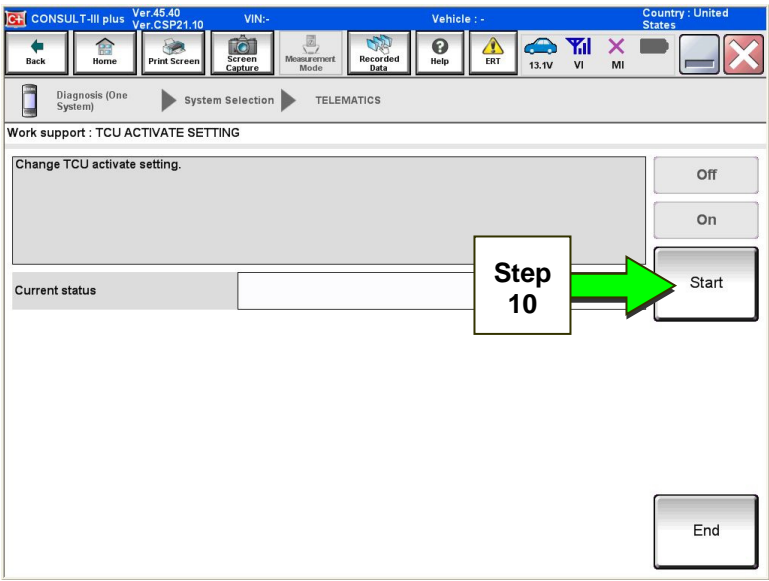 CONSULT-III plus Ver.45.40 Ver.CSP21.10 VIN:- Vehicle : - Country : United States
Back Home Print Screen Screen Capture Measurement Mode Recorded Data Help ERT 13.1V VI MI
Diagnosis (One System) System Selection TELEMATICS
Work support : TCU ACTIVATE SETTING
Change TCU activate setting.
Off
On
Step
10
Start
Current status
End